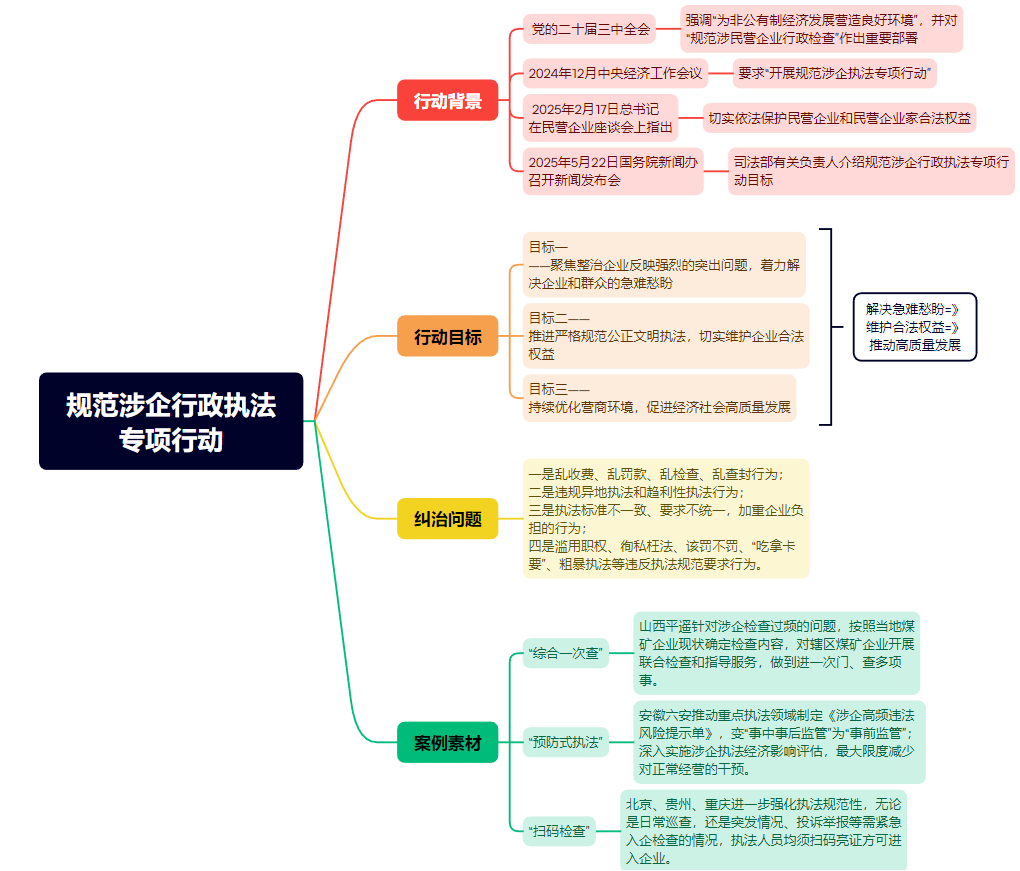 规范涉企行政执法
专项行动
行动背景
党的二十届三中全会
强调“为非公有制经济发展营造良好环境”，并对
“规范涉民营企业行政检查”作出重要部署
2024年12月中央经济工作会议
要求“开展规范涉企执法专项行动”
2025年2月17日总书记
在民营企业座谈会上指出
切实依法保护民营企业和民营企业家合法权益
2025年5月22日国务院新闻办
召开新闻发布会
司法部有关负责人介绍规范涉企行政执法专项行
动目标
行动目标
目标一
——聚焦整治企业反映强烈的突出问题，着力解
决企业和群众的急难愁盼
目标二——
推进严格规范公正文明执法，切实维护企业合法
权益
目标三——
持续优化营商环境，促进经济社会高质量发展
解决急难愁盼=》
维护合法权益=》
推动高质量发展
纠治问题
一是乱收费、乱罚款、乱检查、乱查封行为；
二是违规异地执法和趋利性执法行为；
三是执法标准不一致、要求不统一，加重企业负
担的行为；
四是滥用职权、徇私枉法、该罚不罚、“吃拿卡
要”、粗暴执法等违反执法规范要求行为。
案例素材
“综合一次查”
山西平遥针对涉企检查过频的问题，按照当地煤
矿企业现状确定检查内容，对辖区煤矿企业开展
联合检查和指导服务，做到进一次门、查多项
事。
“预防式执法”
安徽六安推动重点执法领域制定《涉企高频违法
风险提示单》，变“事中事后监管”为“事前监管”；
深入实施涉企执法经济影响评估，最大限度减少
对正常经营的干预。
“扫码检查”
北京、贵州、重庆进一步强化执法规范性，无论
是日常巡查，还是突发情况、投诉举报等需紧急
入企检查的情况，执法人员均须扫码亮证方可进
入企业。